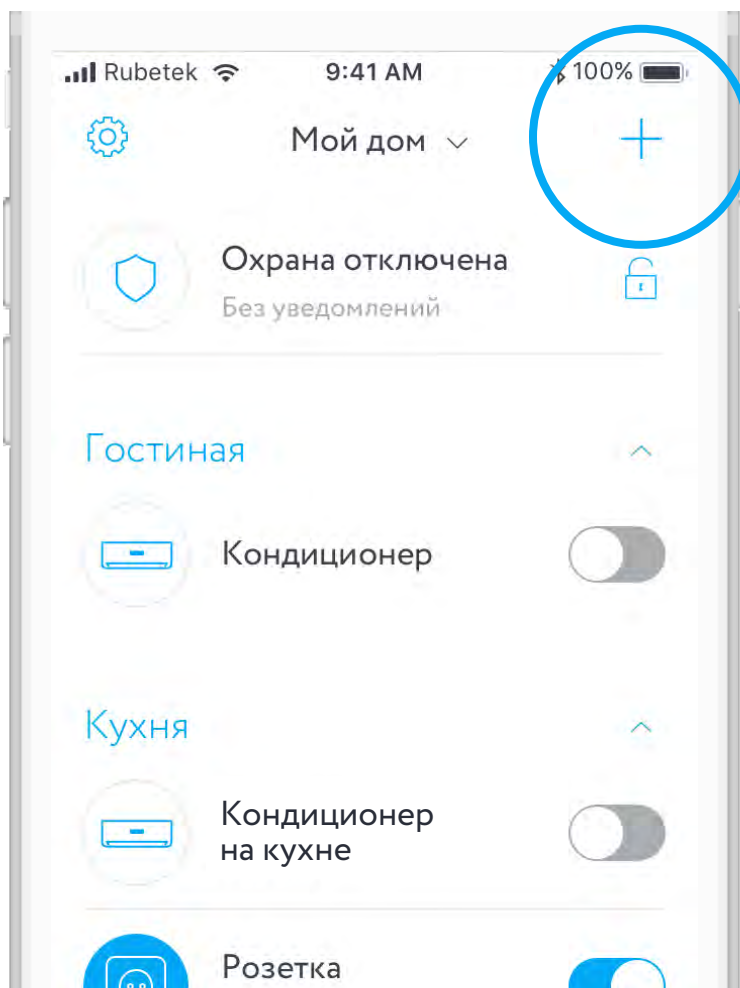 Rubetek 9:41 AM 100%
Мой дом
Охрана отключена
Без уведомлений
Гостиная
Кондиционер
Кухня
Кондиционер
на кухне
Розетка